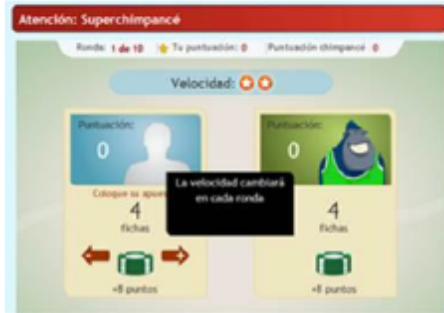 Atención: Superchimpancé
Ronda: 1 de 10 Tu puntuación: 0 Puntuación chimpancé 0
Velocidad:
Puntuación:
0
Coloque su apues
4
fichas
+8 puntos
La velocidad cambiará
en cada ronda
Puntuación:
0
4
fichas
+8 puntos